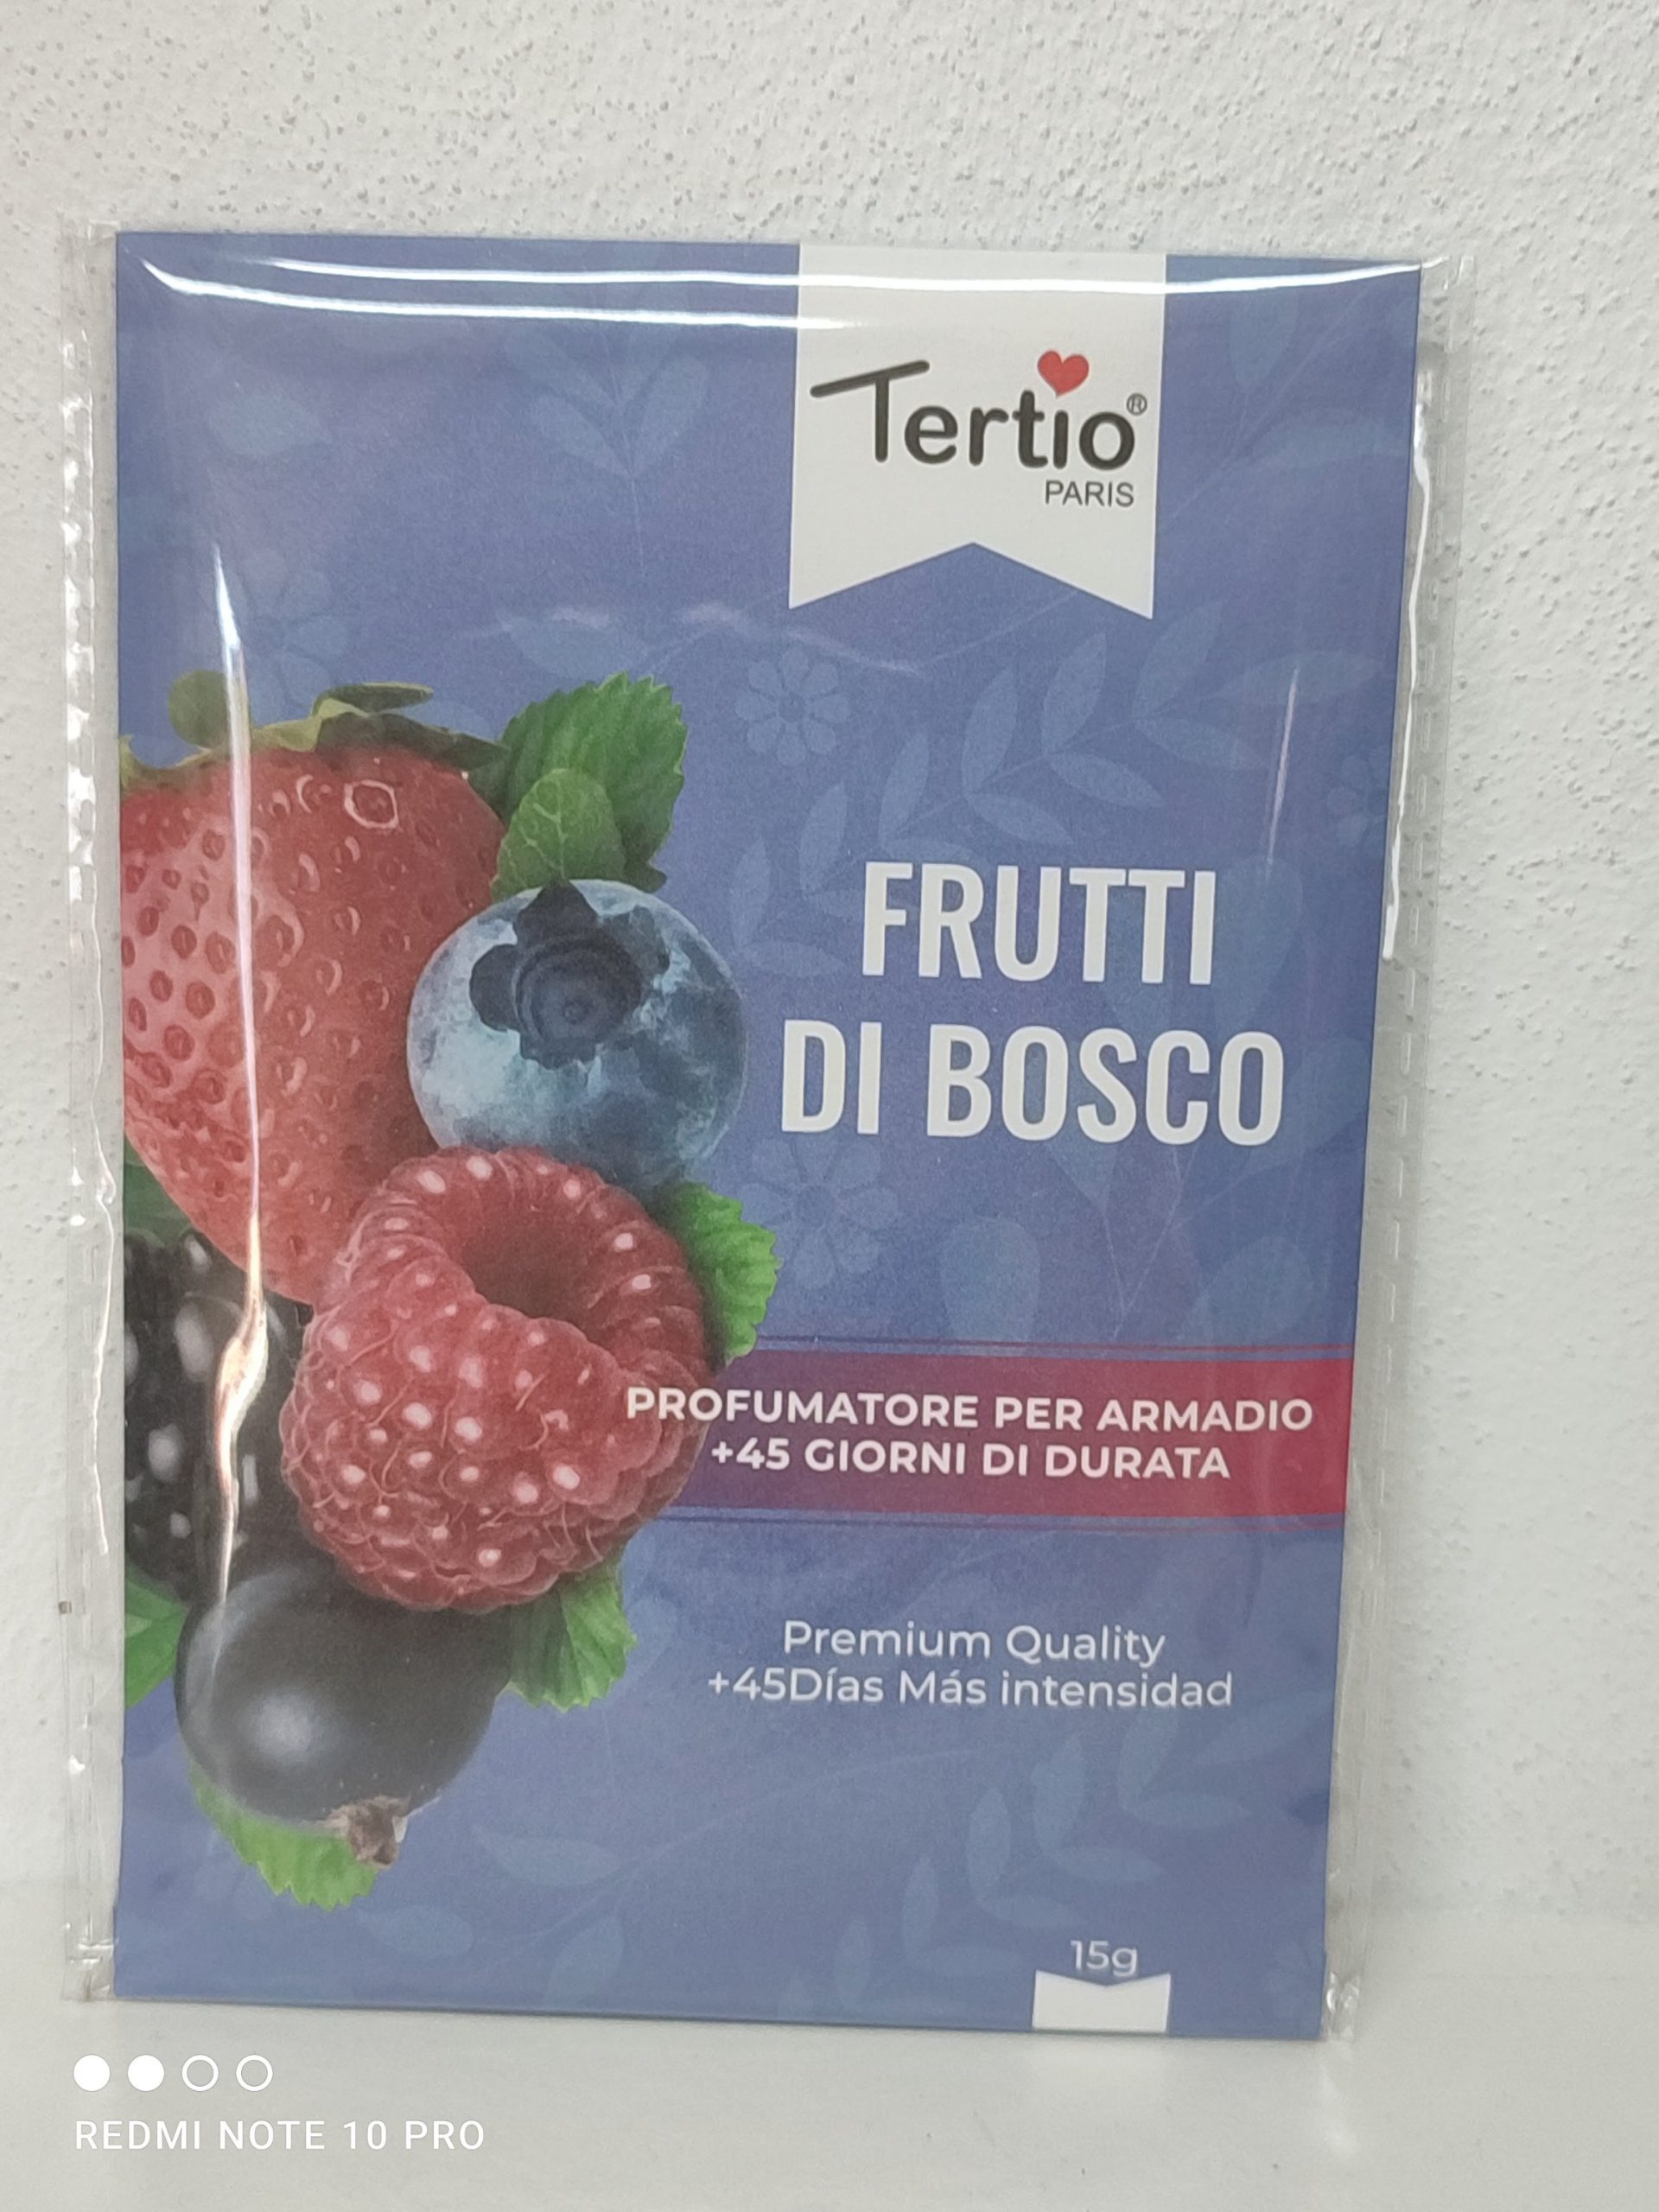 Tertio®
PARIS
FRUTTI
DI BOSCO
PROFUMATORE PER ARMADIO
+45 GIORNI DI DURATA
Premium Quality
+45Días Más intensidad
15g
REDMI NOTE 10 PRO